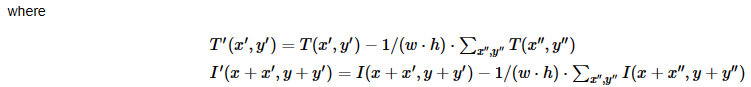 where
T′(x′, y′) = T(x′, y′) − 1/(w · h) · ∑x′′,y′′ T(x′′, y′′)
I′(x + x′, y + y′) = I(x + x′, y + y′) − 1/(w · h) · ∑x′′,y′′ I(x + x′′, y + y′′)